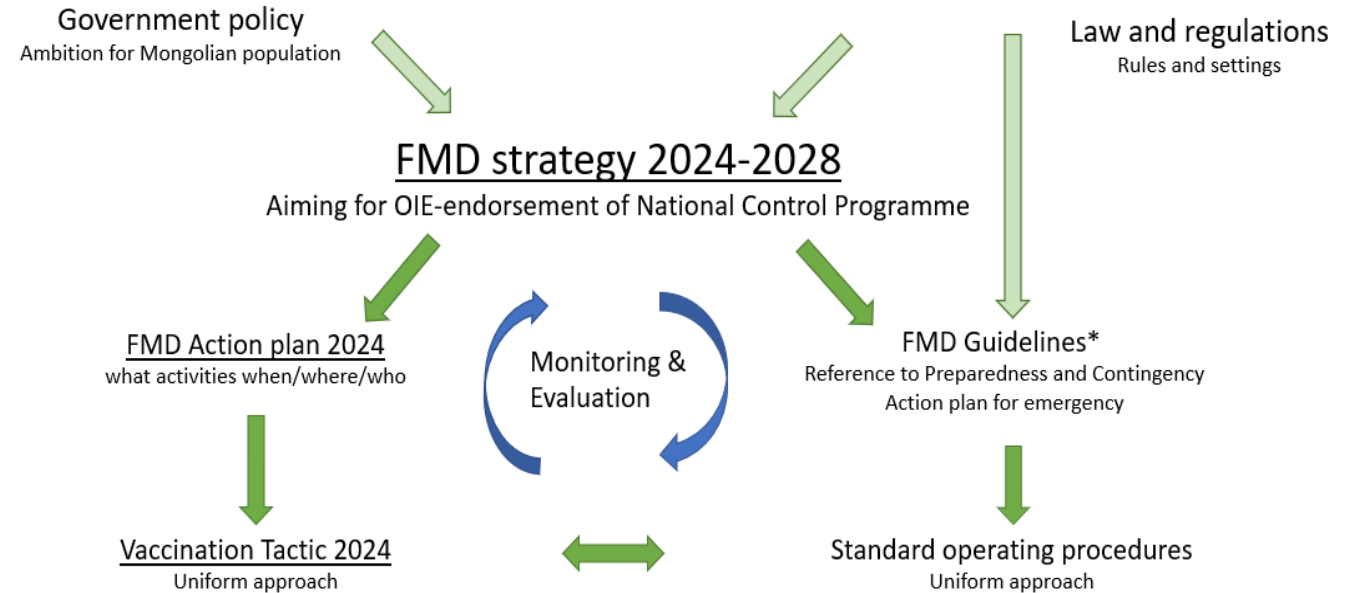 Government policy
Ambition for Mongolian population
Law and regulations
Rules and settings
FMD strategy 2024-2028
Aiming for OIE-endorsement of National Control Programme
FMD Action plan 2024
what activities when/where/who
Monitoring &
Evaluation
FMD Guidelines*
Reference to Preparedness and Contingency
Action plan for emergency
Vaccination Tactic 2024
Uniform approach
Standard operating procedures
Uniform approach